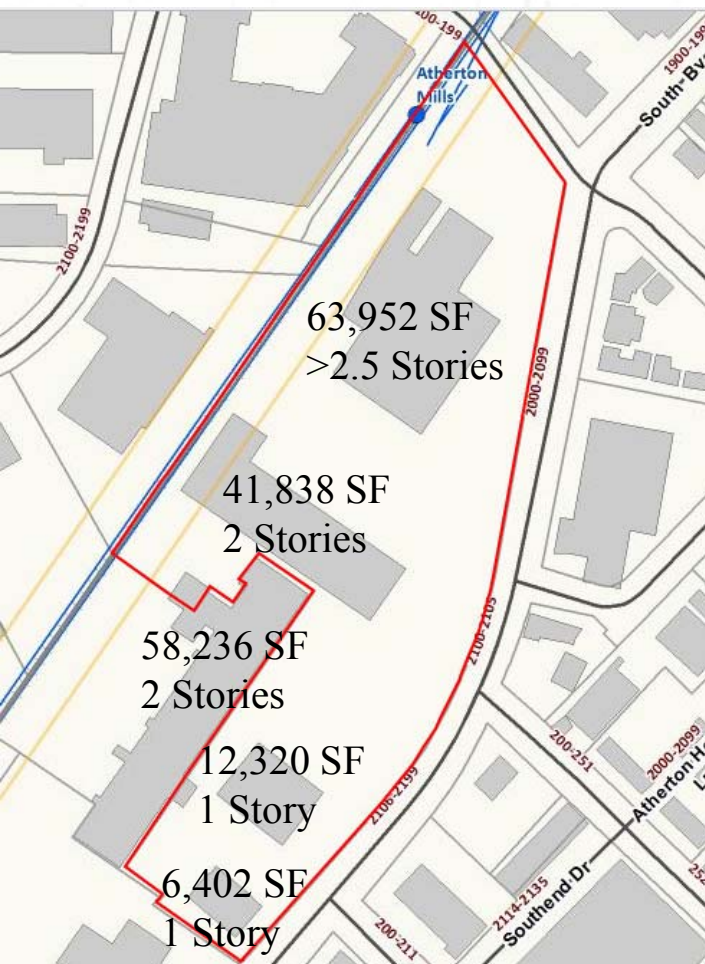 100-199
1900-199
Atherton
Mills
South-Bv
2100-2199
63,952 SF
>2.5 Stories
2000-2099
41,838 SF
2 Stories
2100-2105
58,236 SF
2 Stories
200-251
2000-2099
Atherton H
12,320 SF
1 Story
2106-2199
6,402 SF
1 Story
2114-2135
Southend-Dr
200-211